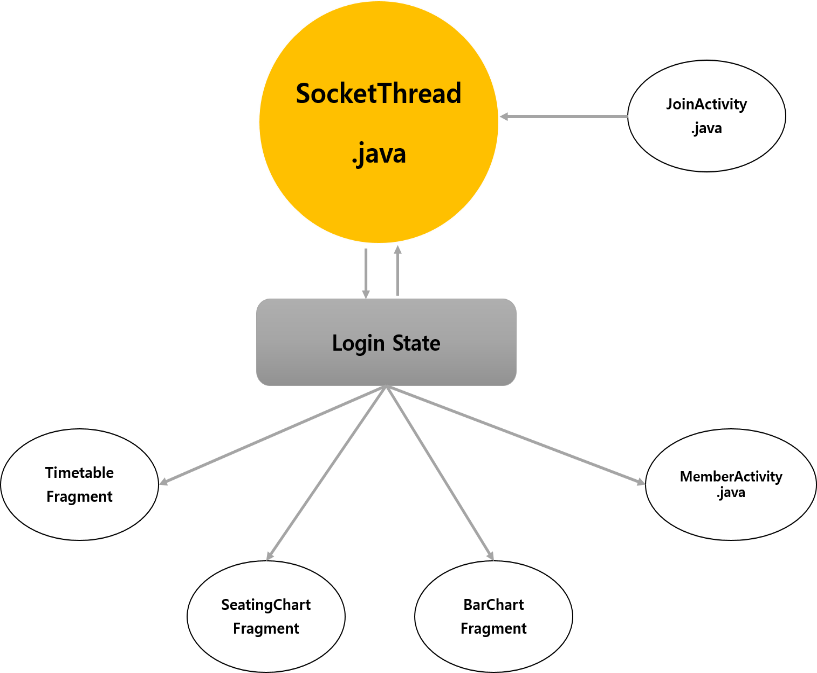 SocketThread
.java
JoinActivity
.java
Login State
Timetable
Fragment
MemberActivity
.java
SeatingChart
Fragment
BarChart
Fragment